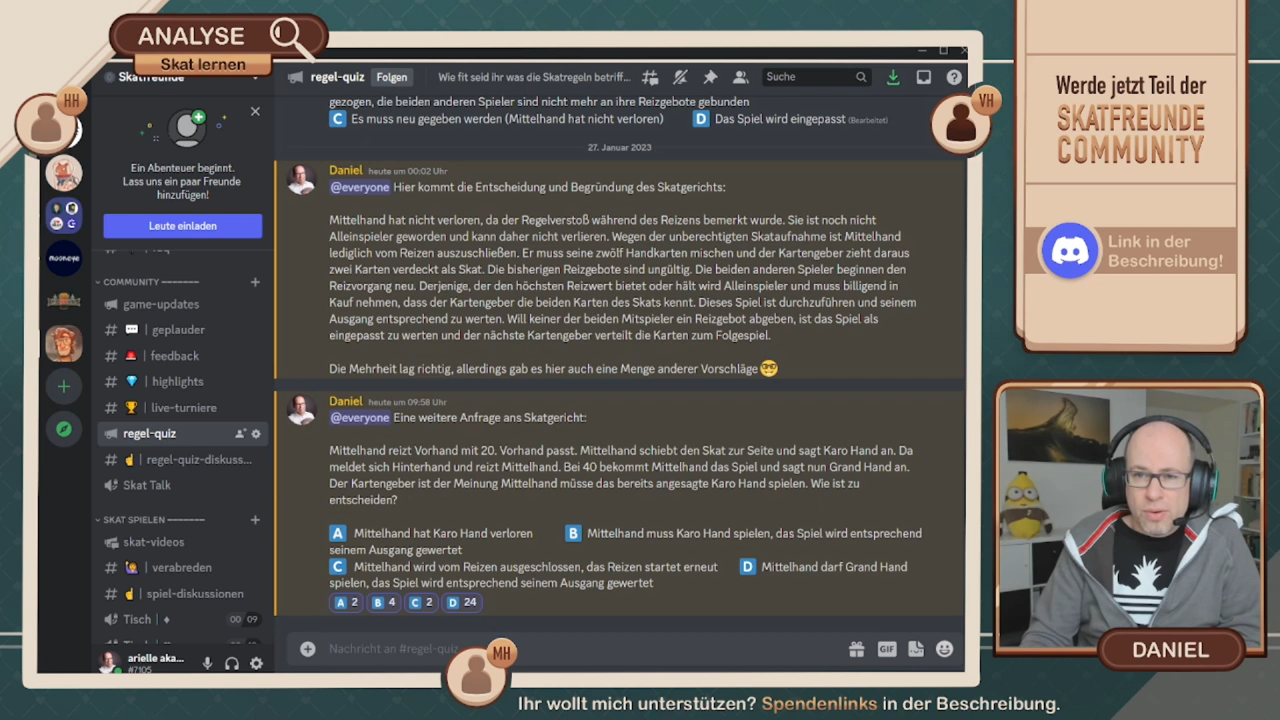 ANALYSE
Skat lernen
HH
VH
MH
Skatfreunde
regel-quiz
Folgen
Wie fit seid ihr was die Skatregeln betriff...
Suche
Ein Abenteuer beginnt.
Lass uns ein paar Freunde
hinzufügen!
Leute einladen
COMMUNITY
game-updates
geplauder
feedback
highlights
live-turniere
regel-quiz
regel-quiz-diskuss...
Skat Talk
SKAT SPIELEN
skat-videos
verabreden
spiel-diskussionen
Tisch | ♦
00 09
arielle aka...
#7105
mooneye
gezogen, die beiden anderen Spieler sind nicht mehr an ihre Reizgebote gebunden
C Es muss neu gegeben werden (Mittelhand hat nicht verloren) D Das Spiel wird eingepasst (Bearbeitet)
27. Januar 2023
Daniel heute um 00:02 Uhr
@everyone Hier kommt die Entscheidung und Begründung des Skatgerichts:
Mittelhand hat nicht verloren, da der Regelverstoß während des Reizens bemerkt wurde. Sie ist noch nicht
Alleinspieler geworden und kann daher nicht verlieren. Wegen der unberechtigten Skataufnahme ist Mittelhand
lediglich vom Reizen auszuschließen. Er muss seine zwölf Handkarten mischen und der Kartengeber zieht daraus
zwei Karten verdeckt als Skat. Die bisherigen Reizgebote sind ungültig. Die beiden anderen Spieler beginnen den
Reizvorgang neu. Derjenige, der den höchsten Reizwert bietet oder hält wird Alleinspieler und muss billigend in
Kauf nehmen, dass der Kartengeber die beiden Karten des Skats kennt. Dieses Spiel ist durchzuführen und seinem
Ausgang entsprechend zu werten. Will keiner der beiden Mitspieler ein Reizgebot abgeben, ist das Spiel als
eingepasst zu werten und der nächste Kartengeber verteilt die Karten zum Folgespiel.
Die Mehrheit lag richtig, allerdings gab es hier auch eine Menge anderer Vorschläge
Daniel heute um 09:58 Uhr
@everyone Eine weitere Anfrage ans Skatgericht:
Mittelhand reizt Vorhand mit 20. Vorhand passt. Mittelhand schiebt den Skat zur Seite und sagt Karo Hand an. Da
meldet sich Hinterhand und reizt Mittelhand. Bei 40 bekommt Mittelhand das Spiel und sagt nun Grand Hand an.
Der Kartengeber ist der Meinung Mittelhand müsse das bereits angesagte Karo Hand spielen. Wie ist zu
entscheiden?
A Mittelhand hat Karo Hand verloren B Mittelhand muss Karo Hand spielen, das Spiel wird entsprechend
seinem Ausgang gewertet
C Mittelhand wird vom Reizen ausgeschlossen, das Reizen startet erneut D Mittelhand darf Grand Hand
spielen, das Spiel wird entsprechend seinem Ausgang gewertet
A 2 B 4 C 2 D 24
Nachricht an #regel-quiz
GIF
Werde jetzt Teil der
SKATFREUNDE
COMMUNITY
Link in der
Beschreibung!
DANIEL
Ihr wollt mich unterstützen? Spendenlinks in der Beschreibung.